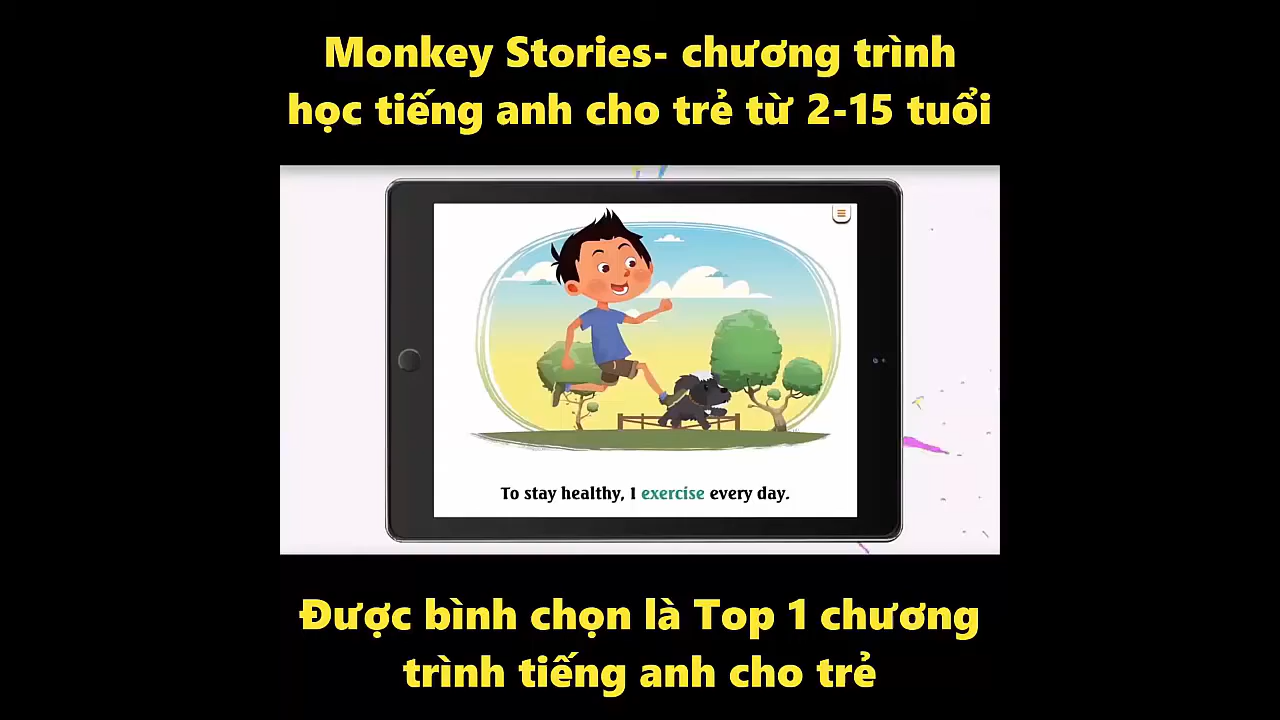 Monkey Stories- chương trình
học tiếng anh cho trẻ từ 2-15 tuổi
To stay healthy, I exercise every day.
Được bình chọn là Top 1 chương
trình tiếng anh cho trẻ